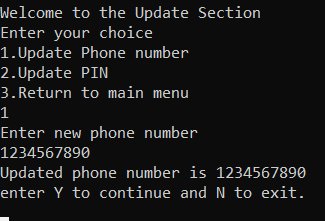 Welcome to the Update Section
Enter your choice
1.Update Phone number
2.Update PIN
3.Return to main menu
1
Enter new phone number
1234567890
Updated phone number is 1234567890
enter Y to continue and N to exit.